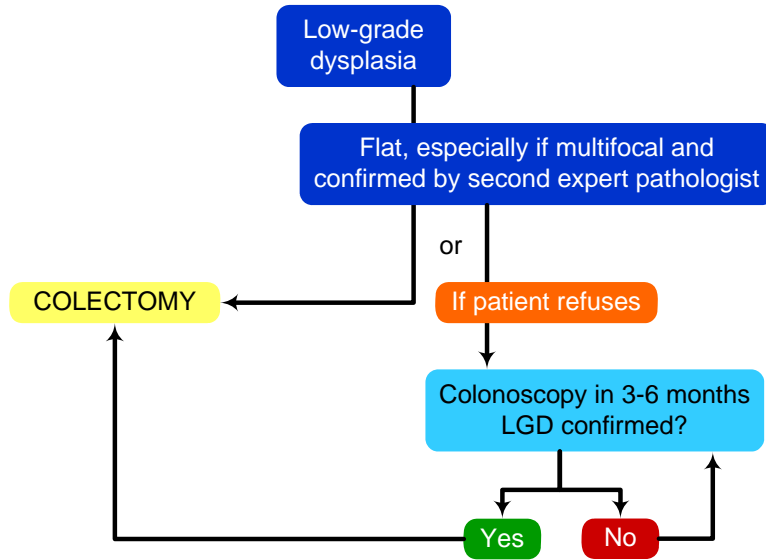 Low-grade
dysplasia
Flat, especially if multifocal and
confirmed by second expert pathologist
or
COLECTOMY
If patient refuses
Colonoscopy in 3-6 months
LGD confirmed?
Yes
No